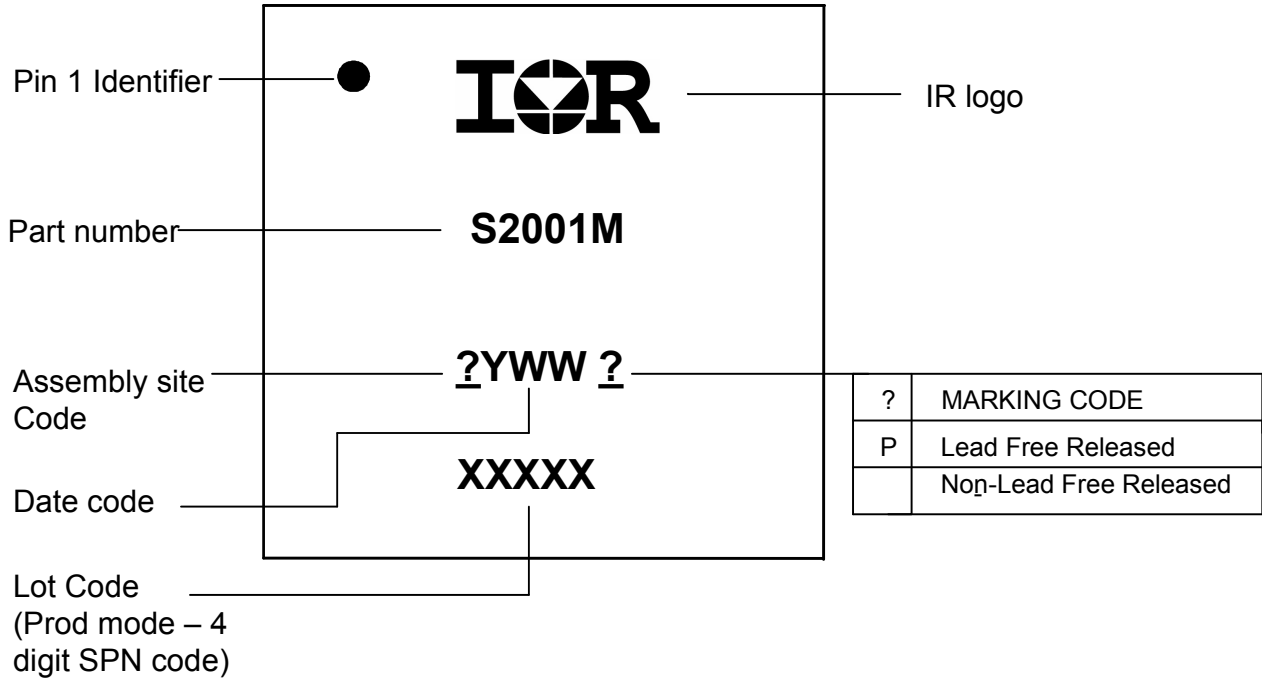 Pin 1 Identifier
IOR
IR logo
Part number
S2001M
Assembly site
Code
?YWW ?
? MARKING CODE
P Lead Free Released
Non-Lead Free Released
Date code
XXXXX
Lot Code
(Prod mode – 4
digit SPN code)